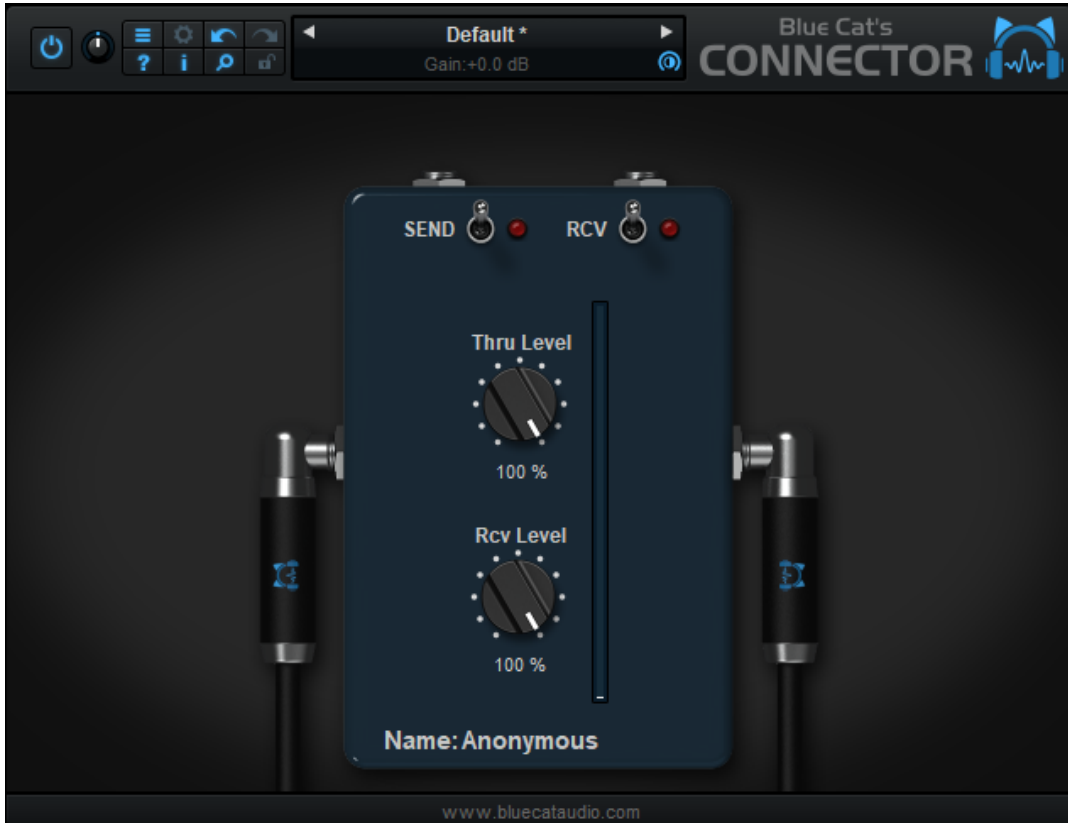 Default *
Gain:+0.0 dB
Blue Cat's
CONNECTOR
? i
SEND RCV
Thru Level
100 %
Rcv Level
100 %
Name: Anonymous
www.bluecataudio.com